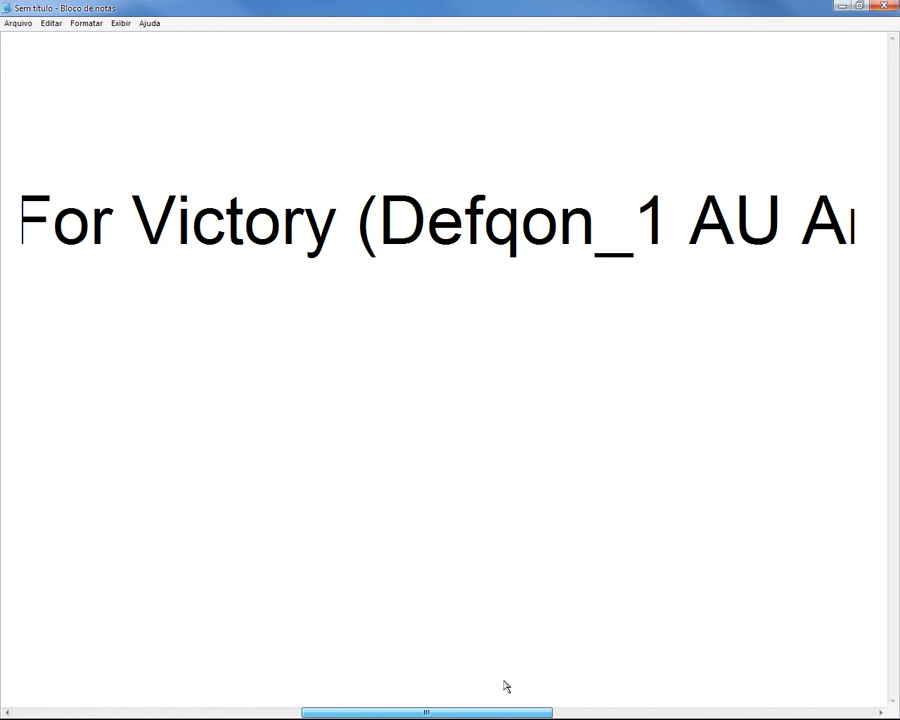 Sem título - Bloco de notas
Arquivo Editar Formatar Exibir Ajuda
For Victory (Defqon_1 AU